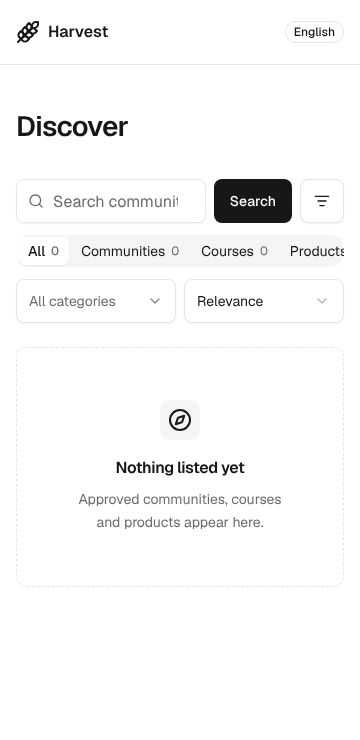 Harvest
English
Discover
Search communit
Search
All 0
Communities 0
Courses 0
Products
All categories
Relevance
Nothing listed yet
Approved communities, courses
and products appear here.